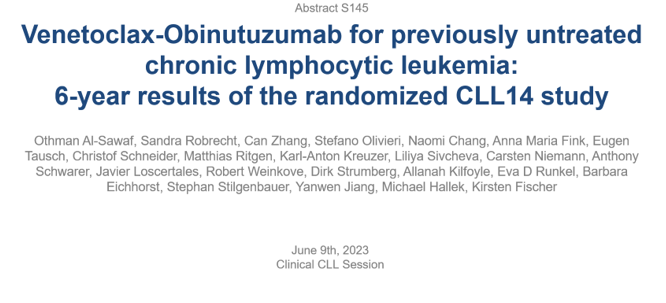 Abstract S145
Venetoclax-Obinutuzumab for previously untreated
chronic lymphocytic leukemia:
6-year results of the randomized CLL14 study
Othman Al-Sawaf, Sandra Robrecht, Can Zhang, Stefano Olivieri, Naomi Chang, Anna Maria Fink, Eugen
Tausch, Christof Schneider, Matthias Ritgen, Karl-Anton Kreuzer, Liliya Sivcheva, Carsten Niemann, Anthony
Schwarer, Javier Loscertales, Robert Weinkove, Dirk Strumberg, Allanah Kilfoyle, Eva D Runkel, Barbara
Eichhorst, Stephan Stilgenbauer, Yanwen Jiang, Michael Hallek, Kirsten Fischer
June 9th, 2023
Clinical CLL Session